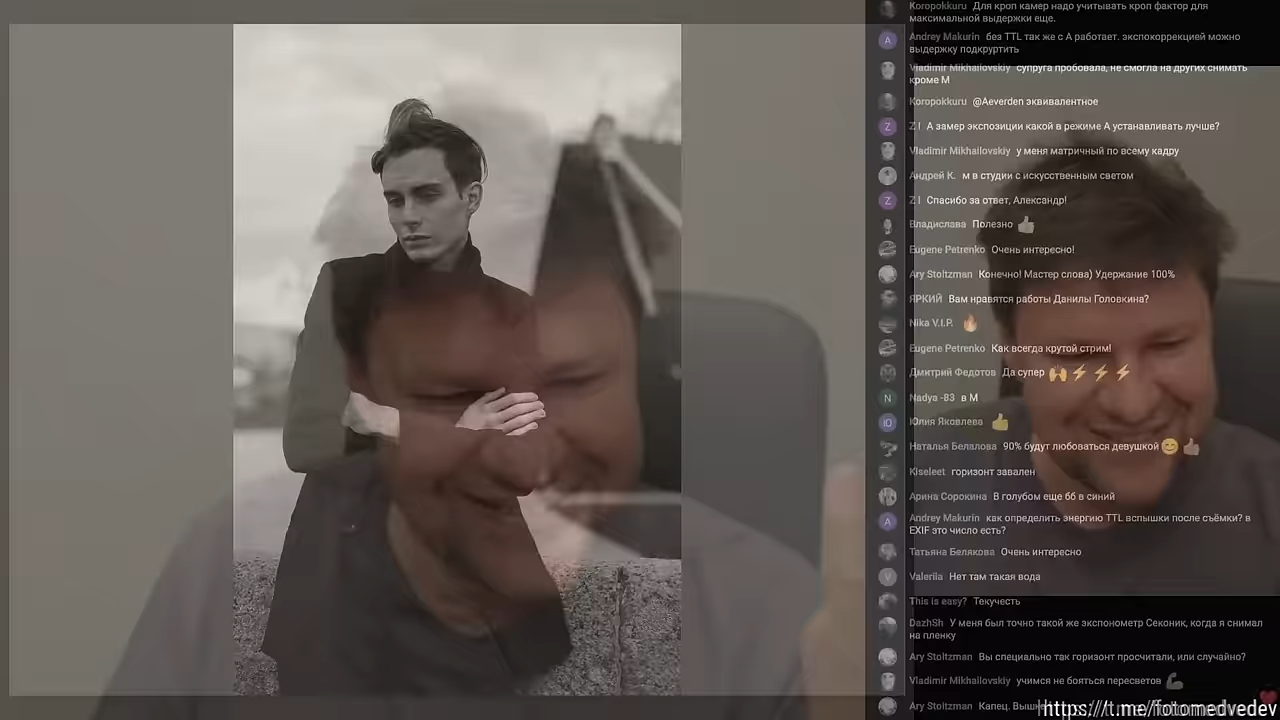 Koropokkuru Для кроп камер надо учитывать кроп фактор для
максимальной выдержки еще.
A Andrey Makurin без TTL так же с А работает. экспокоррекцией можно
выдержку подкруртить
Vladimir Mikhailovskiy супруга пробовала, не смогла на других снимать
кроме М
Koropokkuru @Aeverden эквивалентное
Z Z I А замер экспозиции какой в режиме А устанавливать лучше?
Vladimir Mikhailovskiy у меня матричный по всему кадру
Андрей К. м в студии с искусственным светом
Z Z I Спасибо за ответ, Александр!
Владислава Полезно
Eugene Petrenko Очень интересно!
Ary Stoltzman Конечно! Мастер слова) Удержание 100%
ЯРКИЙ Вам нравятся работы Данилы Головкина?
Nika V.I.P.
Eugene Petrenko Как всегда крутой стрим!
Дмитрий Федотов Да супер
N Nadya -83 в М
Ю Юлия Яковлева
Наталья Белалова 90% будут любоваться девушкой
Kiseleet горизонт завален
Арина Сорокина В голубом еще бб в синий
A Andrey Makurin как определить энергию TTL вспышки после съёмки? в
EXIF это число есть?
Татьяна Белякова Очень интересно
V Valeriia Нет там такая вода
This is easy? Текучесть
DazhSh У меня был точно такой же экспонометр Секоник, когда я снимал
на пленку
Ary Stoltzman Вы специально так горизонт просчитали, или случайно?
Vladimir Mikhailovskiy учимся не бояться пересветов
Ary Stoltzman Капец.
https://t.me/fotomedvedev